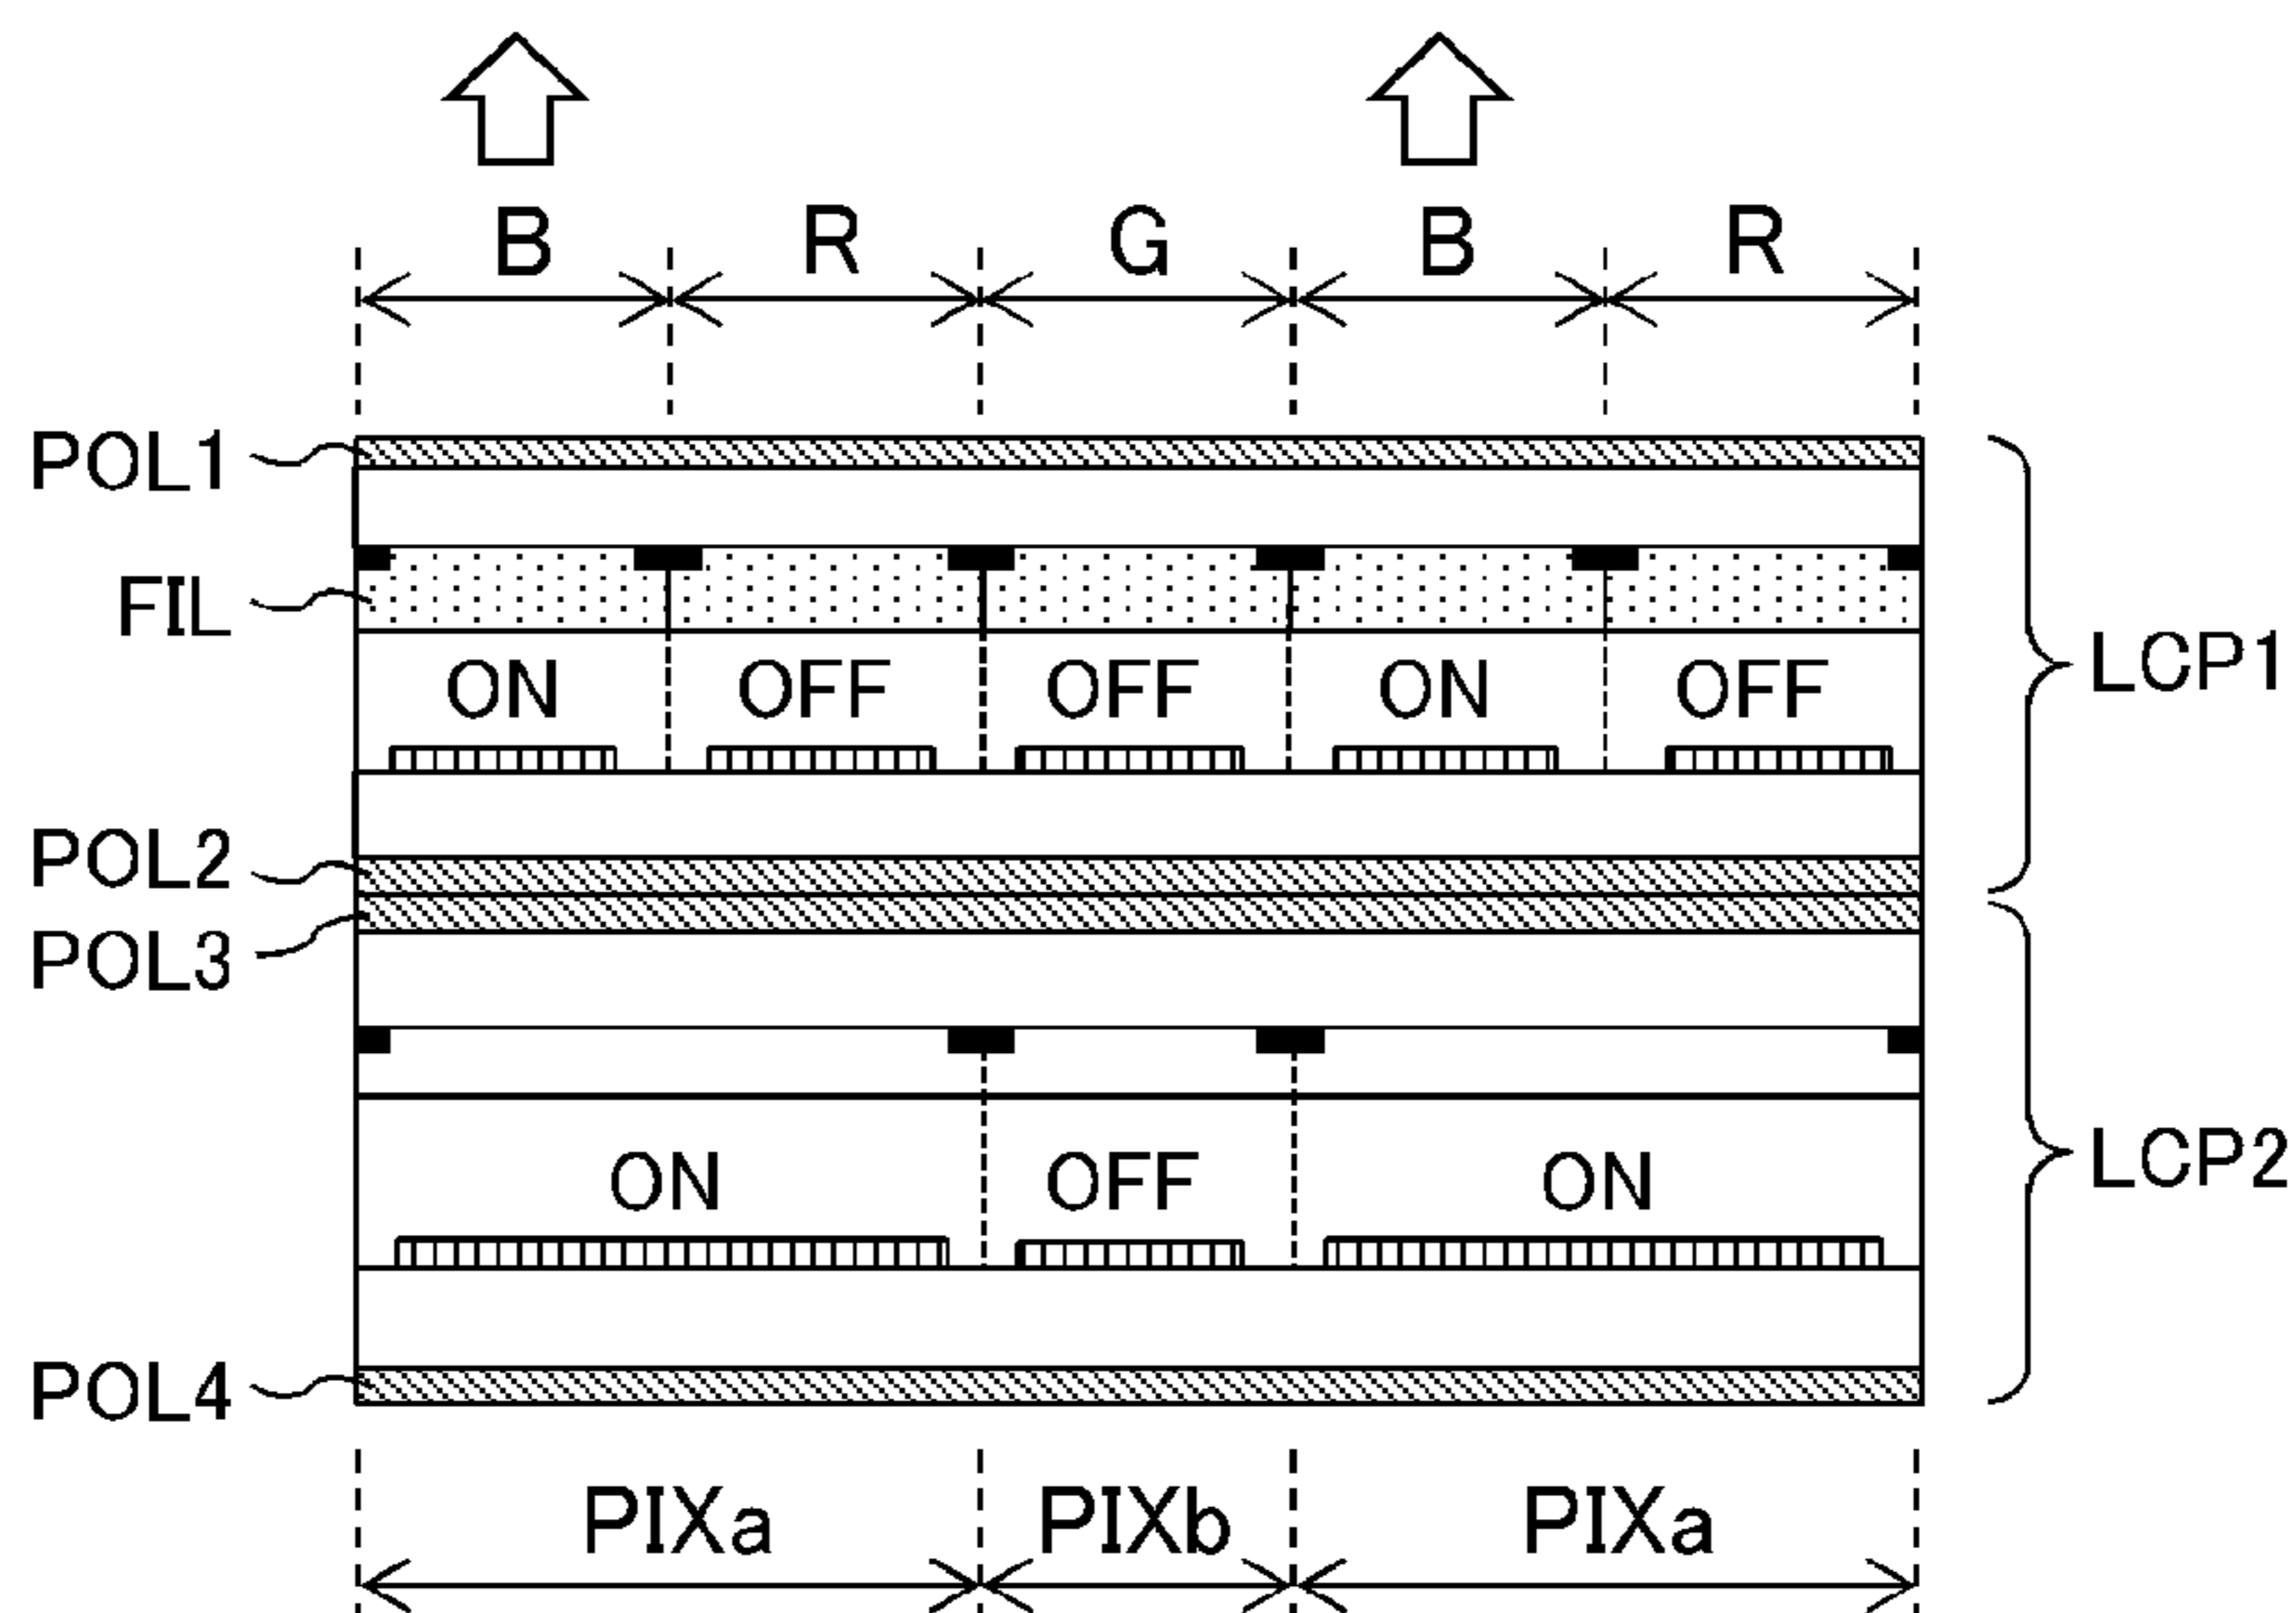 B R G B R
POL1
FIL
ON OFF OFF ON OFF
LCP1
POL2
POL3
ON OFF ON
LCP2
POL4
PIXa PIXb PIXa